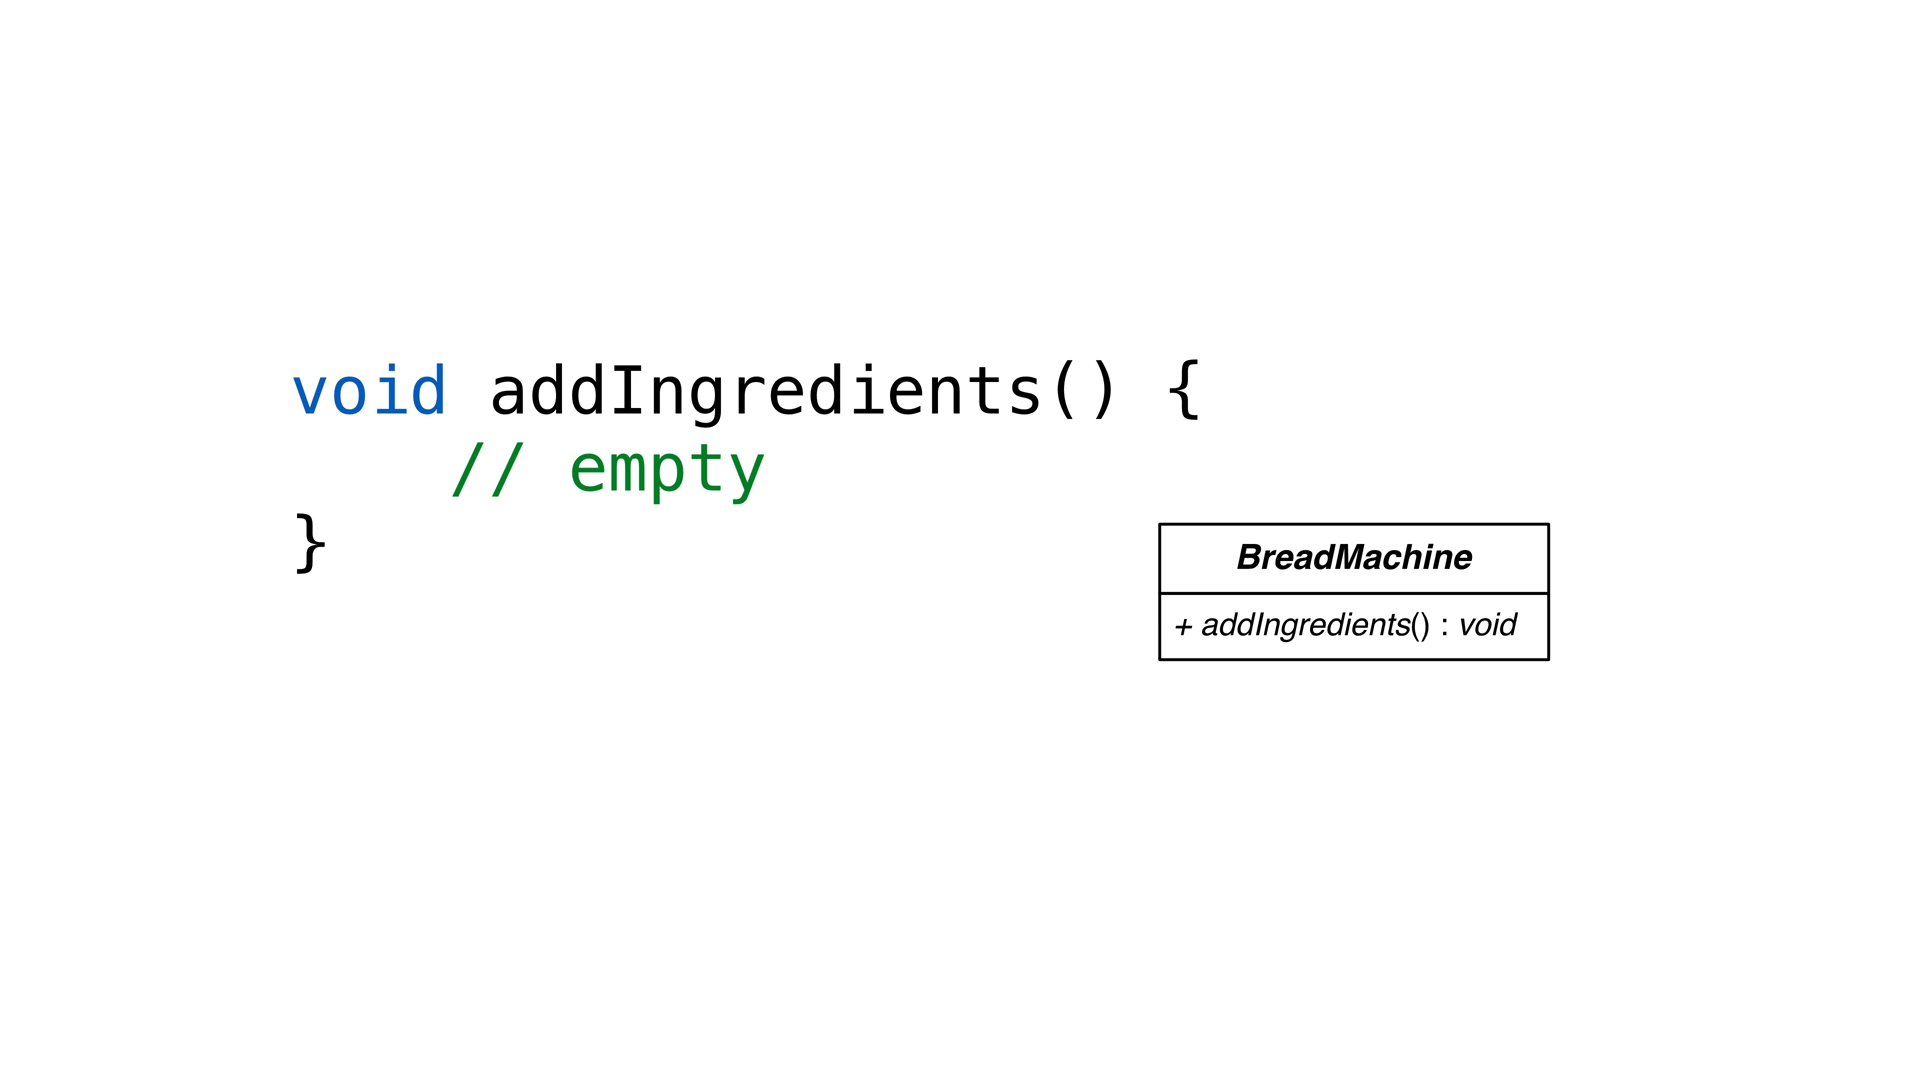 void addIngredients() {
    // empty
}
BreadMachine
+ addIngredients() : void